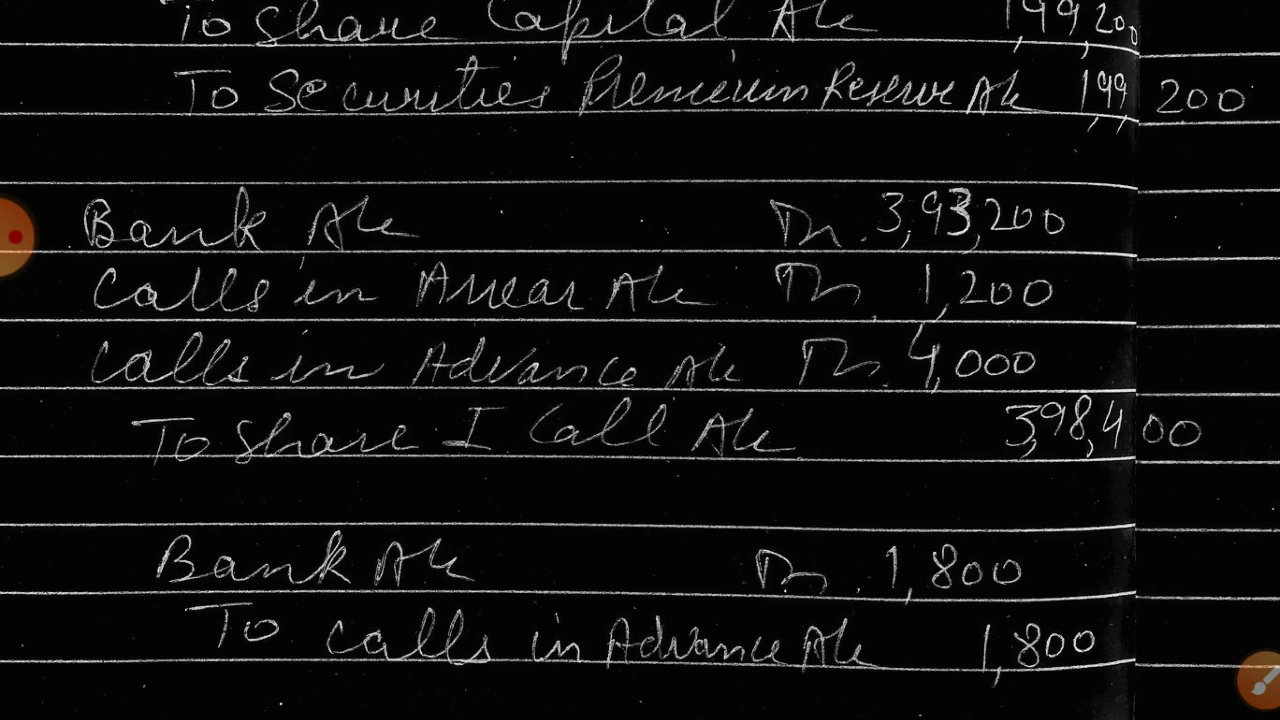 To Share Capital A/c 1,99,200
To Securities Premium Reserve A/c 1,99,200
Bank A/c Dr. 3,93,200
Calls in Arrear A/c Dr. 1,200
Calls in Advance A/c Dr. 4,000
To Share I Call A/c 3,98,400
Bank A/c Dr. 1,800
To calls in Advance A/c 1,800